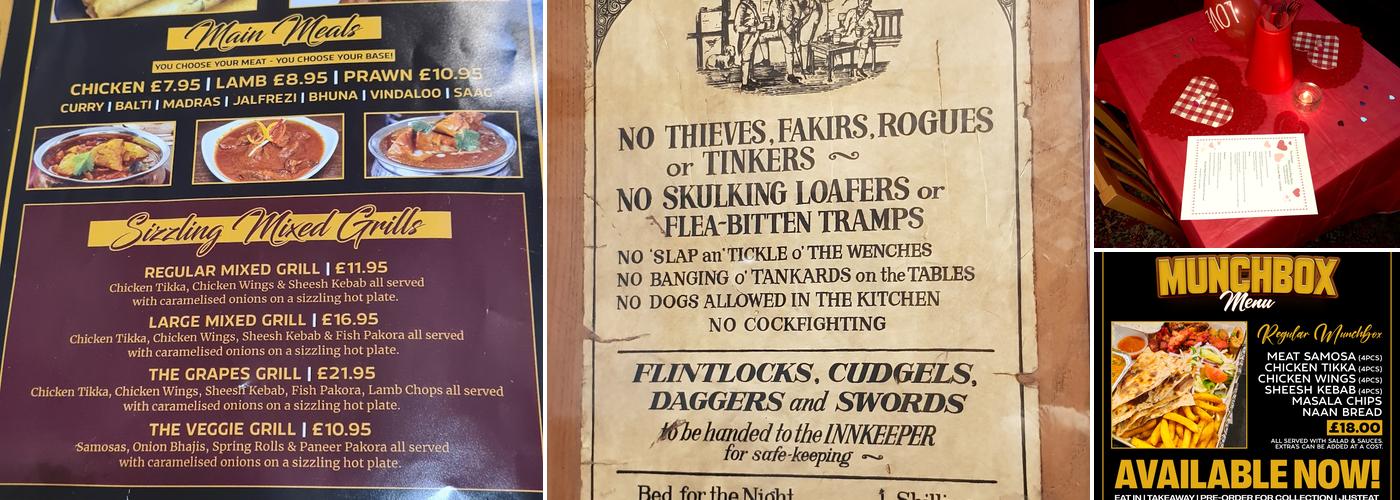 Main Meals
YOU CHOOSE YOUR MEAT - YOU CHOOSE YOUR BASE!
CHICKEN £7.95 | LAMB £8.95 | PRAWN £10.95
CURRY | BALTI | MADRAS | JALFREZI | BHUNA | VINDALOO | SAAG
Sizzling Mixed Grills
REGULAR MIXED GRILL | £11.95
Chicken Tikka, Chicken Wings & Sheesh Kebab all served
with caramelised onions on a sizzling hot plate.
LARGE MIXED GRILL | £16.95
Chicken Tikka, Chicken Wings, Sheesh Kebab & Fish Pakora all served
with caramelised onions on a sizzling hot plate.
THE GRAPES GRILL | £21.95
Chicken Tikka, Chicken Wings, Sheesh Kebab, Fish Pakora, Lamb Chops all served
with caramelised onions on a sizzling hot plate.
THE VEGGIE GRILL | £10.95
Samosas, Onion Bhajis, Spring Rolls & Paneer Pakora all served
with caramelised onions on a sizzling hot plate.
NO THIEVES, FAKIRS, ROGUES
or TINKERS
NO SKULKING LOAFERS or
FLEA-BITTEN TRAMPS
NO 'SLAP an' TICKLE o' THE WENCHES
NO BANGING o' TANKARDS on the TABLES
NO DOGS ALLOWED IN THE KITCHEN
NO COCKFIGHTING
FLINTLOCKS, CUDGELS,
DAGGERS and SWORDS
to be handed to the INNKEEPER
for safe-keeping
Bed for the Night 1 Shilli
LOVE
MUNCHBOX
Menu
Regular Munchbox
MEAT SAMOSA (4PCS)
CHICKEN TIKKA (4PCS)
CHICKEN WINGS (4PCS)
SHEESH KEBAB (4PCS)
MASALA CHIPS
NAAN BREAD
£18.00
ALL SERVED WITH SALAD & SAUCES.
EXTRA'S CAN BE ADDED AT A COST.
AVAILABLE NOW!
EAT IN | TAKEAWAY | PRE-ORDER FOR COLLECTION | JUSTEAT